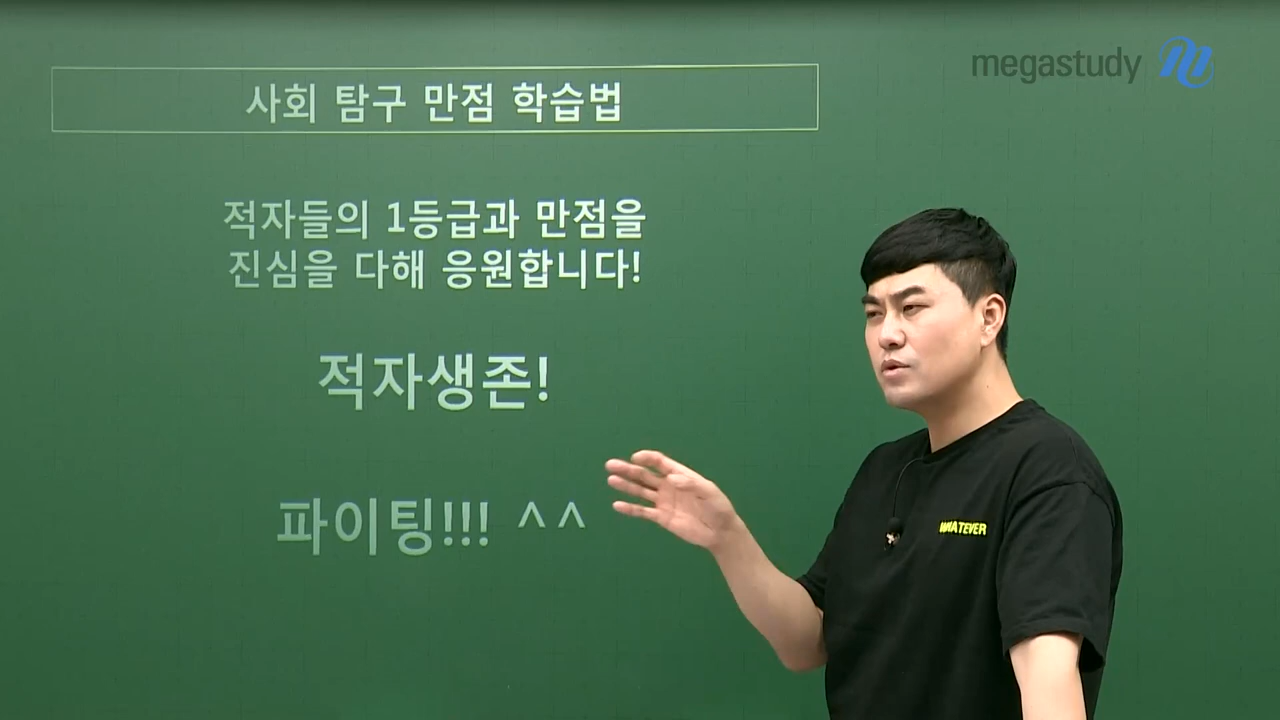 megastudy
사회 탐구 만점 학습법
적자들의 1등급과 만점을
진심을 다해 응원합니다!
적자생존!
파이팅!!! ^^
WHATEVER